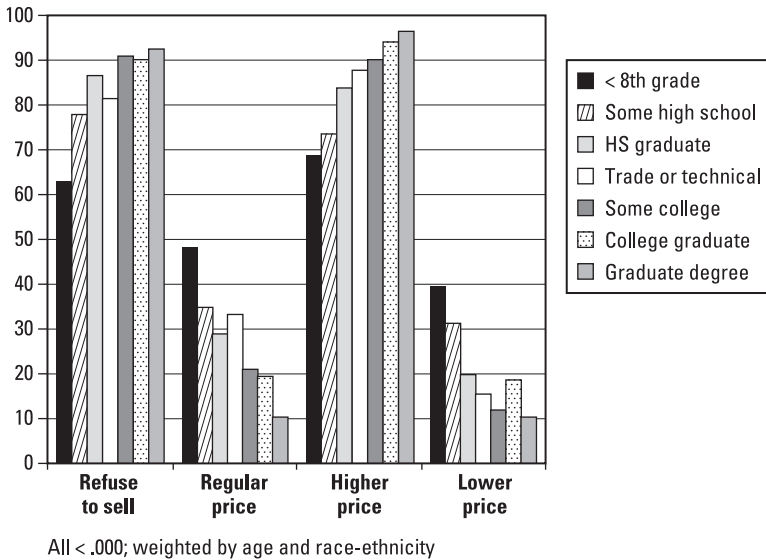 100
90
80
70
60
50
40
30
20
10
0
Refuse
to sell
Regular
price
Higher
price
Lower
price
< 8th grade
Some high school
HS graduate
Trade or technical
Some college
College graduate
Graduate degree
All < .000; weighted by age and race-ethnicity